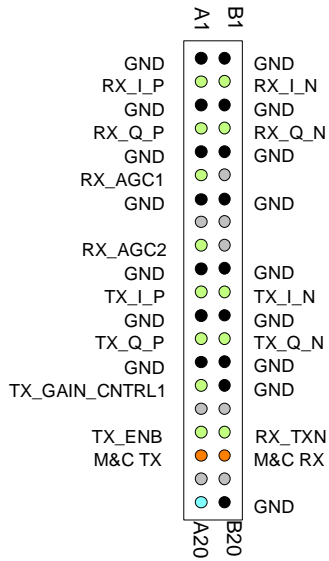 A1 B1
GND GND
RX_I_P RX_I_N
GND GND
RX_Q_P RX_Q_N
GND GND
RX_AGC1
GND GND
RX_AGC2
GND GND
TX_I_P TX_I_N
GND GND
TX_Q_P TX_Q_N
GND GND
TX_GAIN_CNTRL1 GND
TX_ENB RX_TXN
M&C TX M&C RX
GND
A20 B20